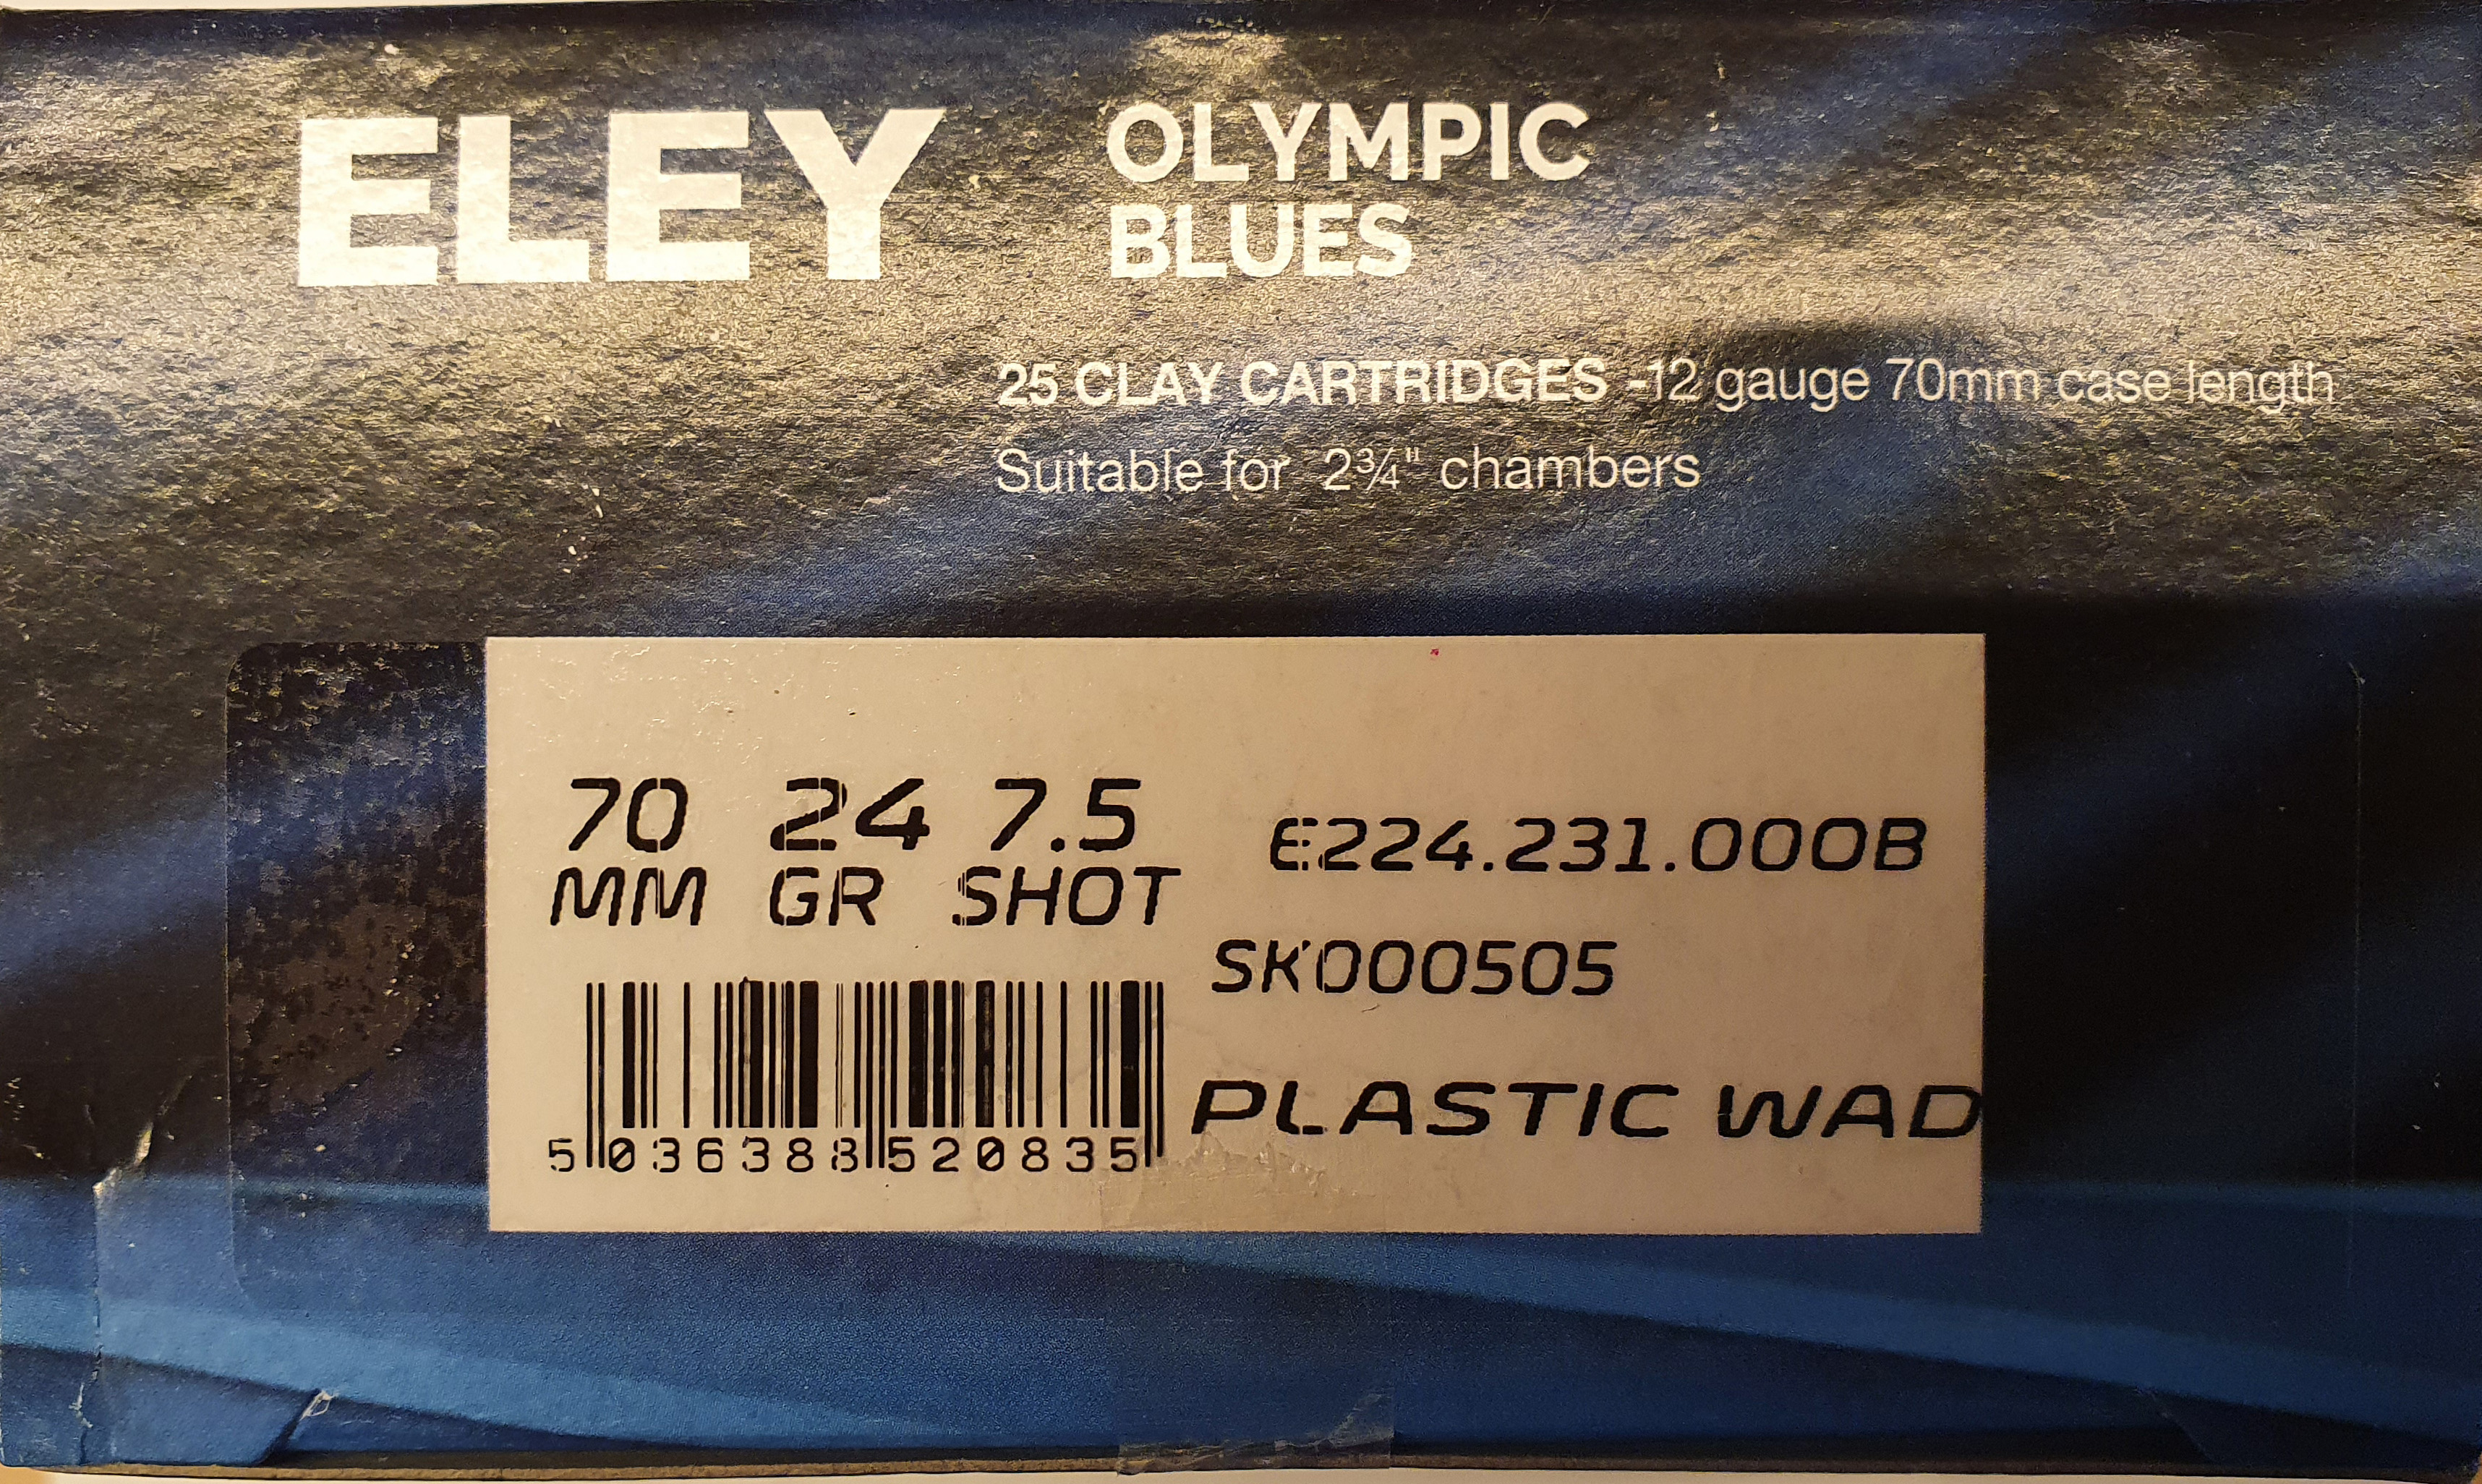 ELEY
OLYMPIC
BLUES
25 CLAY CARTRIDGES -12 gauge 70mm case length
Suitable for 2¾" chambers
70 24 7.5
MM GR SHOT
E224.231.000B
SK000505
PLASTIC WAD
5 036388 520835